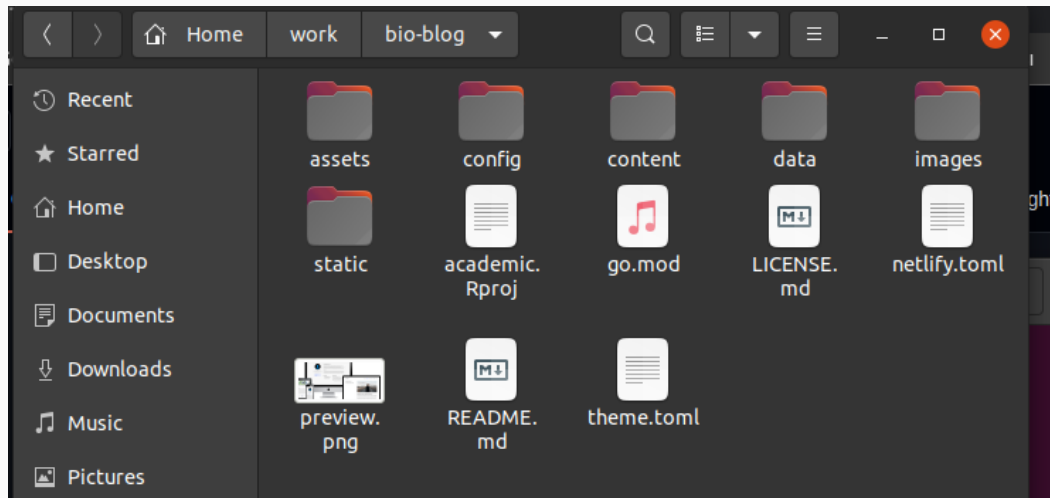 Home work bio-blog
Recent
Starred
Home
Desktop
Documents
Downloads
Music
Pictures
assets config content data images
static academic. go.mod LICENSE. netlify.toml
Rproj md
preview. README. theme.toml
png md